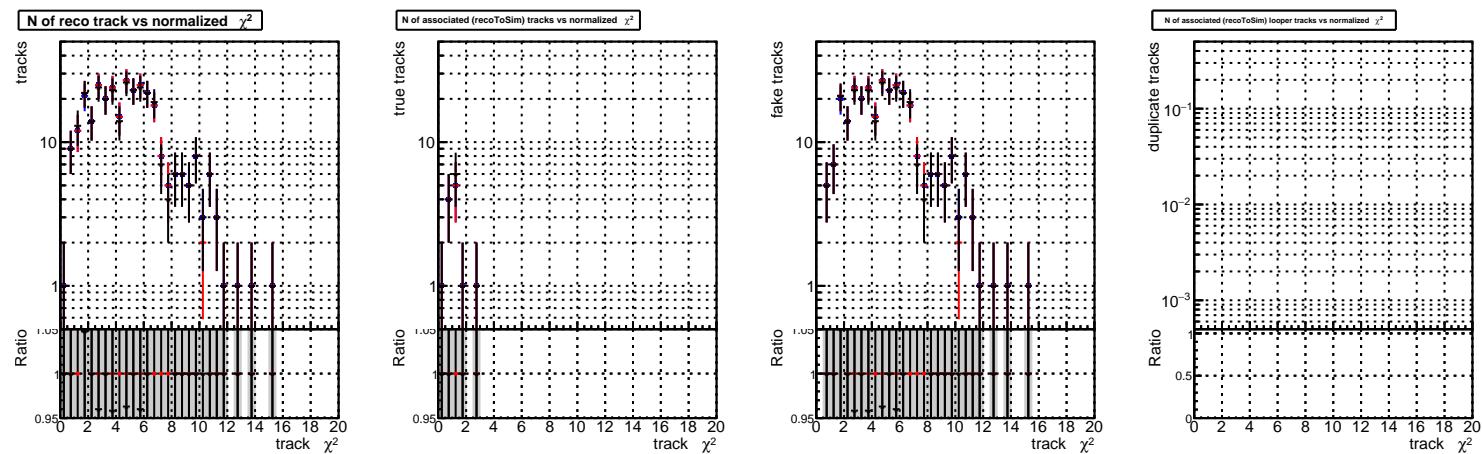 N of reco track vs normalized χ²
tracks
10
1
1.05
Ratio
1
0.95
0 2 4 6 8 10 12 14 16 18 20
track χ²
N of associated (recoToSim) tracks vs normalized χ²
true tracks
10
1
1.05
Ratio
1
0.95
0 2 4 6 8 10 12 14 16 18 20
track χ²
fake tracks
10
1
1.05
Ratio
1
0.95
0 2 4 6 8 10 12 14 16 18 20
track χ²
N of associated (recoToSim) looper tracks vs normalized χ²
duplicate tracks
10⁻¹
10⁻²
10⁻³
Ratio
1
0.5
0
0 2 4 6 8 10 12 14 16 18 20
track χ²